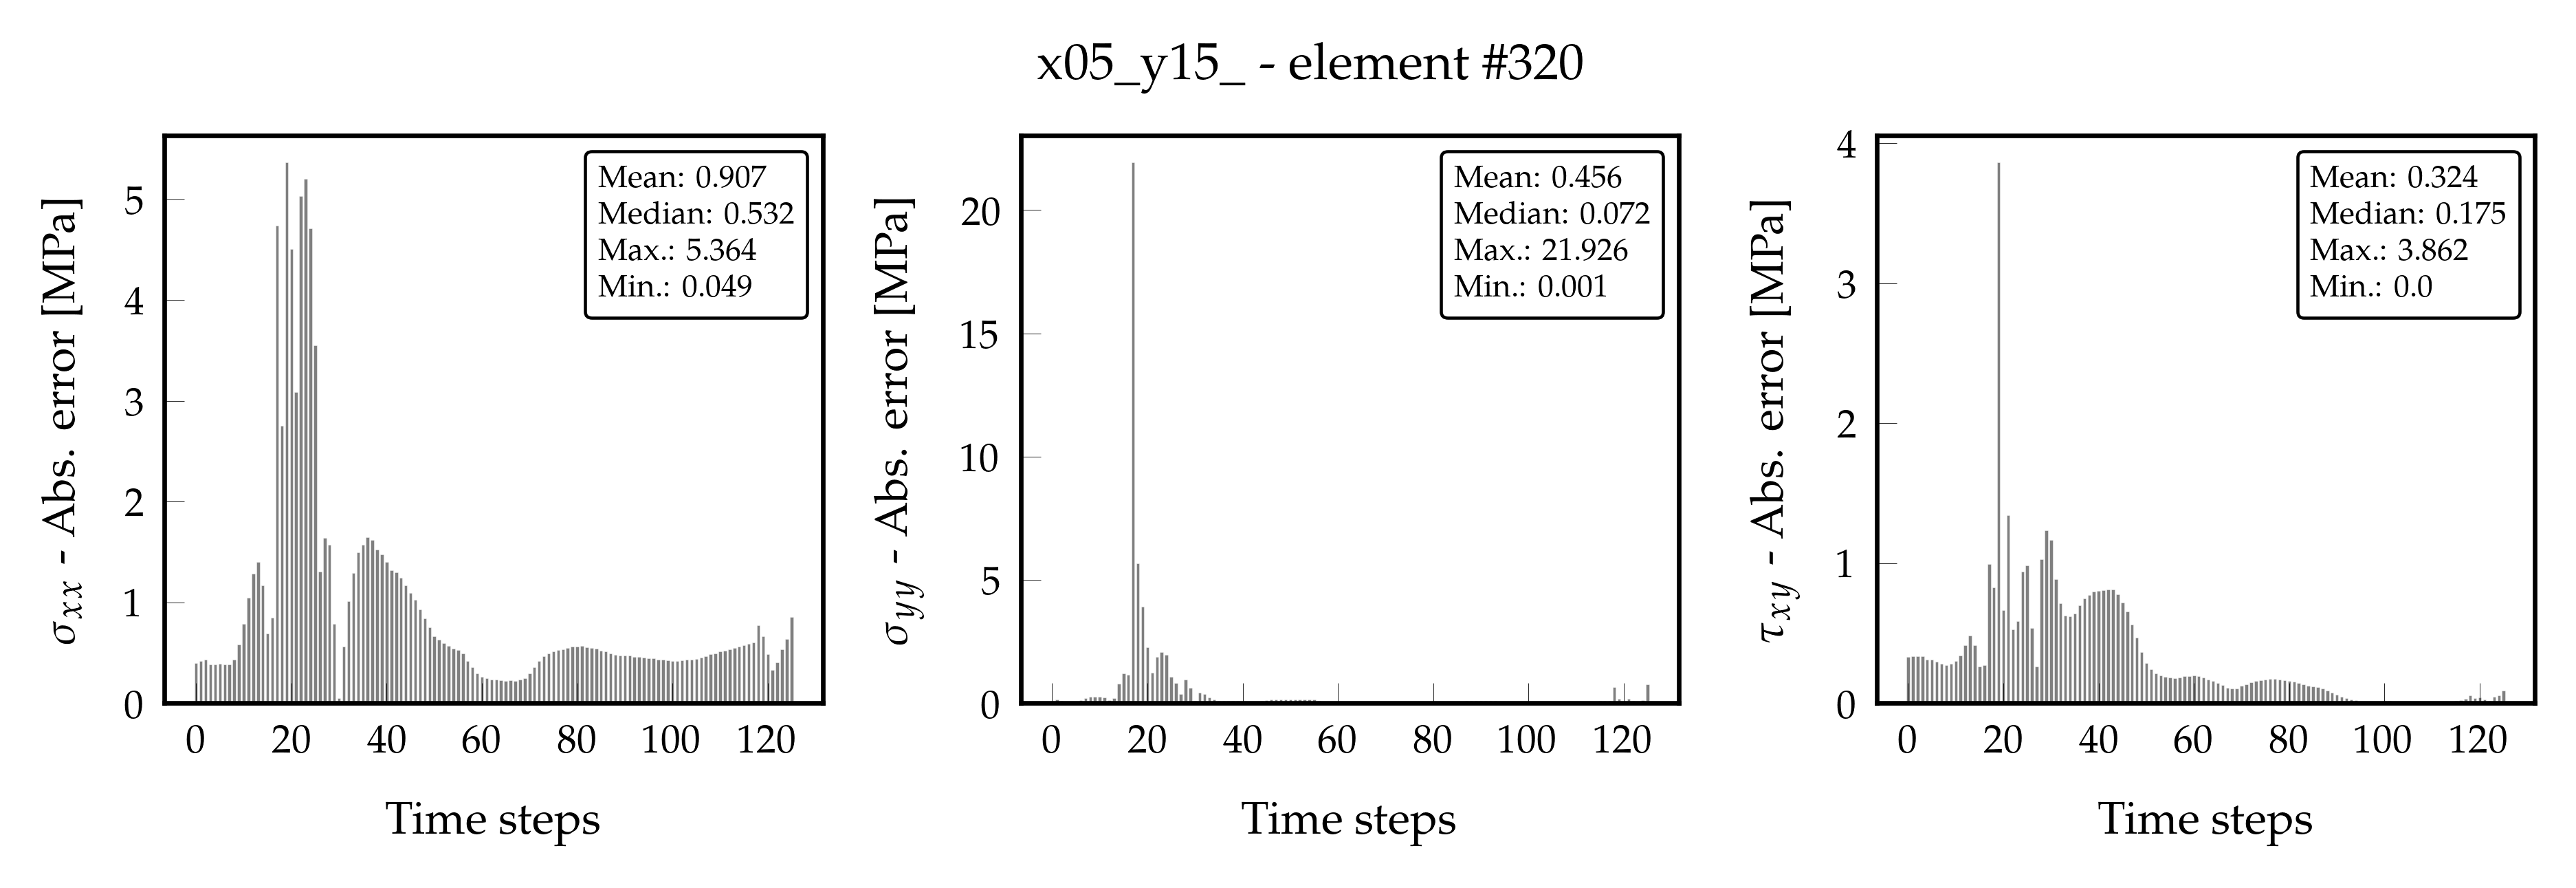 x05_y15_ - element #320
σxx - Abs. error [MPa]
5
4
3
2
1
0
0 20 40 60 80 100 120
Time steps
Mean: 0.907
Median: 0.532
Max.: 5.364
Min.: 0.049
σyy - Abs. error [MPa]
20
15
10
5
0
0 20 40 60 80 100 120
Time steps
Mean: 0.456
Median: 0.072
Max.: 21.926
Min.: 0.001
τxy - Abs. error [MPa]
4
3
2
1
0
0 20 40 60 80 100 120
Time steps
Mean: 0.324
Median: 0.175
Max.: 3.862
Min.: 0.0